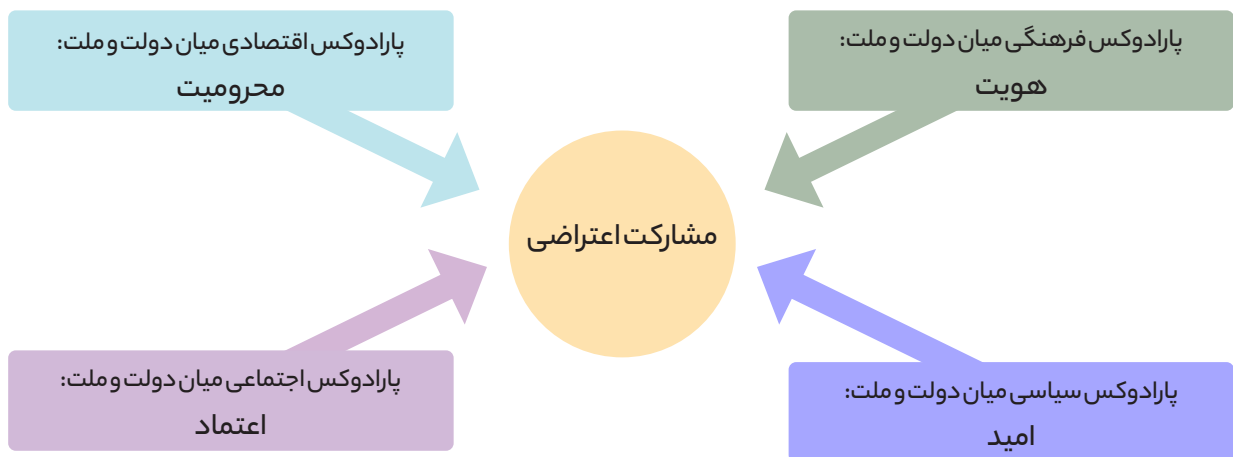 پارادوکس فرهنگی میان دولت و ملت:
هویت
پارادوکس اقتصادی میان دولت و ملت:
محرومیت
مشارکت اعتراضی
پارادوکس سیاسی میان دولت و ملت:
امید
پارادوکس اجتماعی میان دولت و ملت:
اعتماد